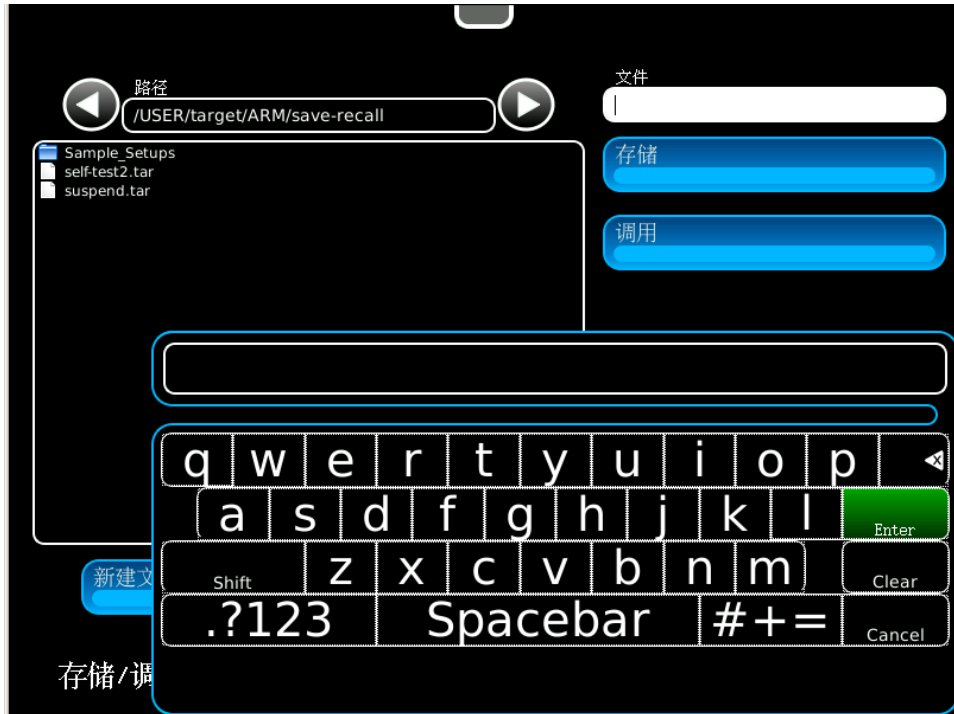 路径
/USER/target/ARM/save-recall
文件
Sample_Setups
self-test2.tar
suspend.tar
存储
调用
q w e r t y u i o p
a s d f g h j k l Enter
Shift z x c v b n m Clear
.?123 Spacebar #+= Cancel
新建文
存储/调